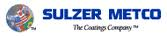 SULZER METCO
The Coatings Company™